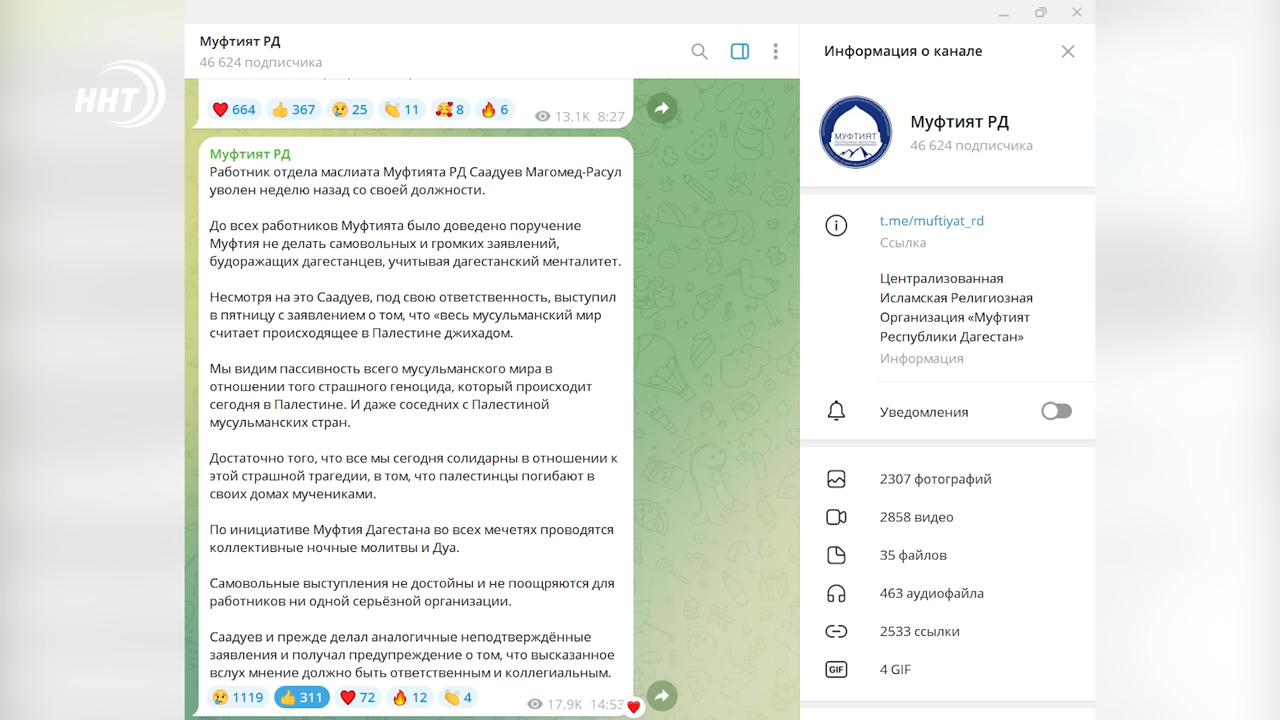 ННТ
Муфтият РД
46 624 подписчика
664 367 25 11 8 6
13.1K 8:27
Муфтият РД
Работник отдела маслиата Муфтията РД Саадуев Магомед-Расул
уволен неделю назад со своей должности.
До всех работников Муфтията было доведено поручение
Муфтия не делать самовольных и громких заявлений,
будоражащих дагестанцев, учитывая дагестанский менталитет.
Несмотря на это Саадуев, под свою ответственность, выступил
в пятницу с заявлением о том, что «весь мусульманский мир
считает происходящее в Палестине джихадом.
Мы видим пассивность всего мусульманского мира в
отношении того страшного геноцида, который происходит
сегодня в Палестине. И даже соседних с Палестиной
мусульманских стран.
Достаточно того, что все мы сегодня солидарны в отношении к
этой страшной трагедии, в том, что палестинцы погибают в
своих домах мучениками.
По инициативе Муфтия Дагестана во всех мечетях проводятся
коллективные ночные молитвы и Дуа.
Самовольные выступления не достойны и не поощряются для
работников ни одной серьёзной организации.
Саадуев и прежде делал аналогичные неподтверждённые
заявления и получал предупреждение о том, что высказанное
вслух мнение должно быть ответственным и коллегиальным.
1119 311 72 12 4
17.9K 14:53
Информация о канале
МУФТИЯТ
Муфтият РД
46 624 подписчика
t.me/muftiyat_rd
Ссылка
Централизованная
Исламская Религиозная
Организация «Муфтият
Республики Дагестан»
Информация
Уведомления
2307 фотографий
2858 видео
35 файлов
463 аудиофайла
2533 ссылки
GIF 4 GIF